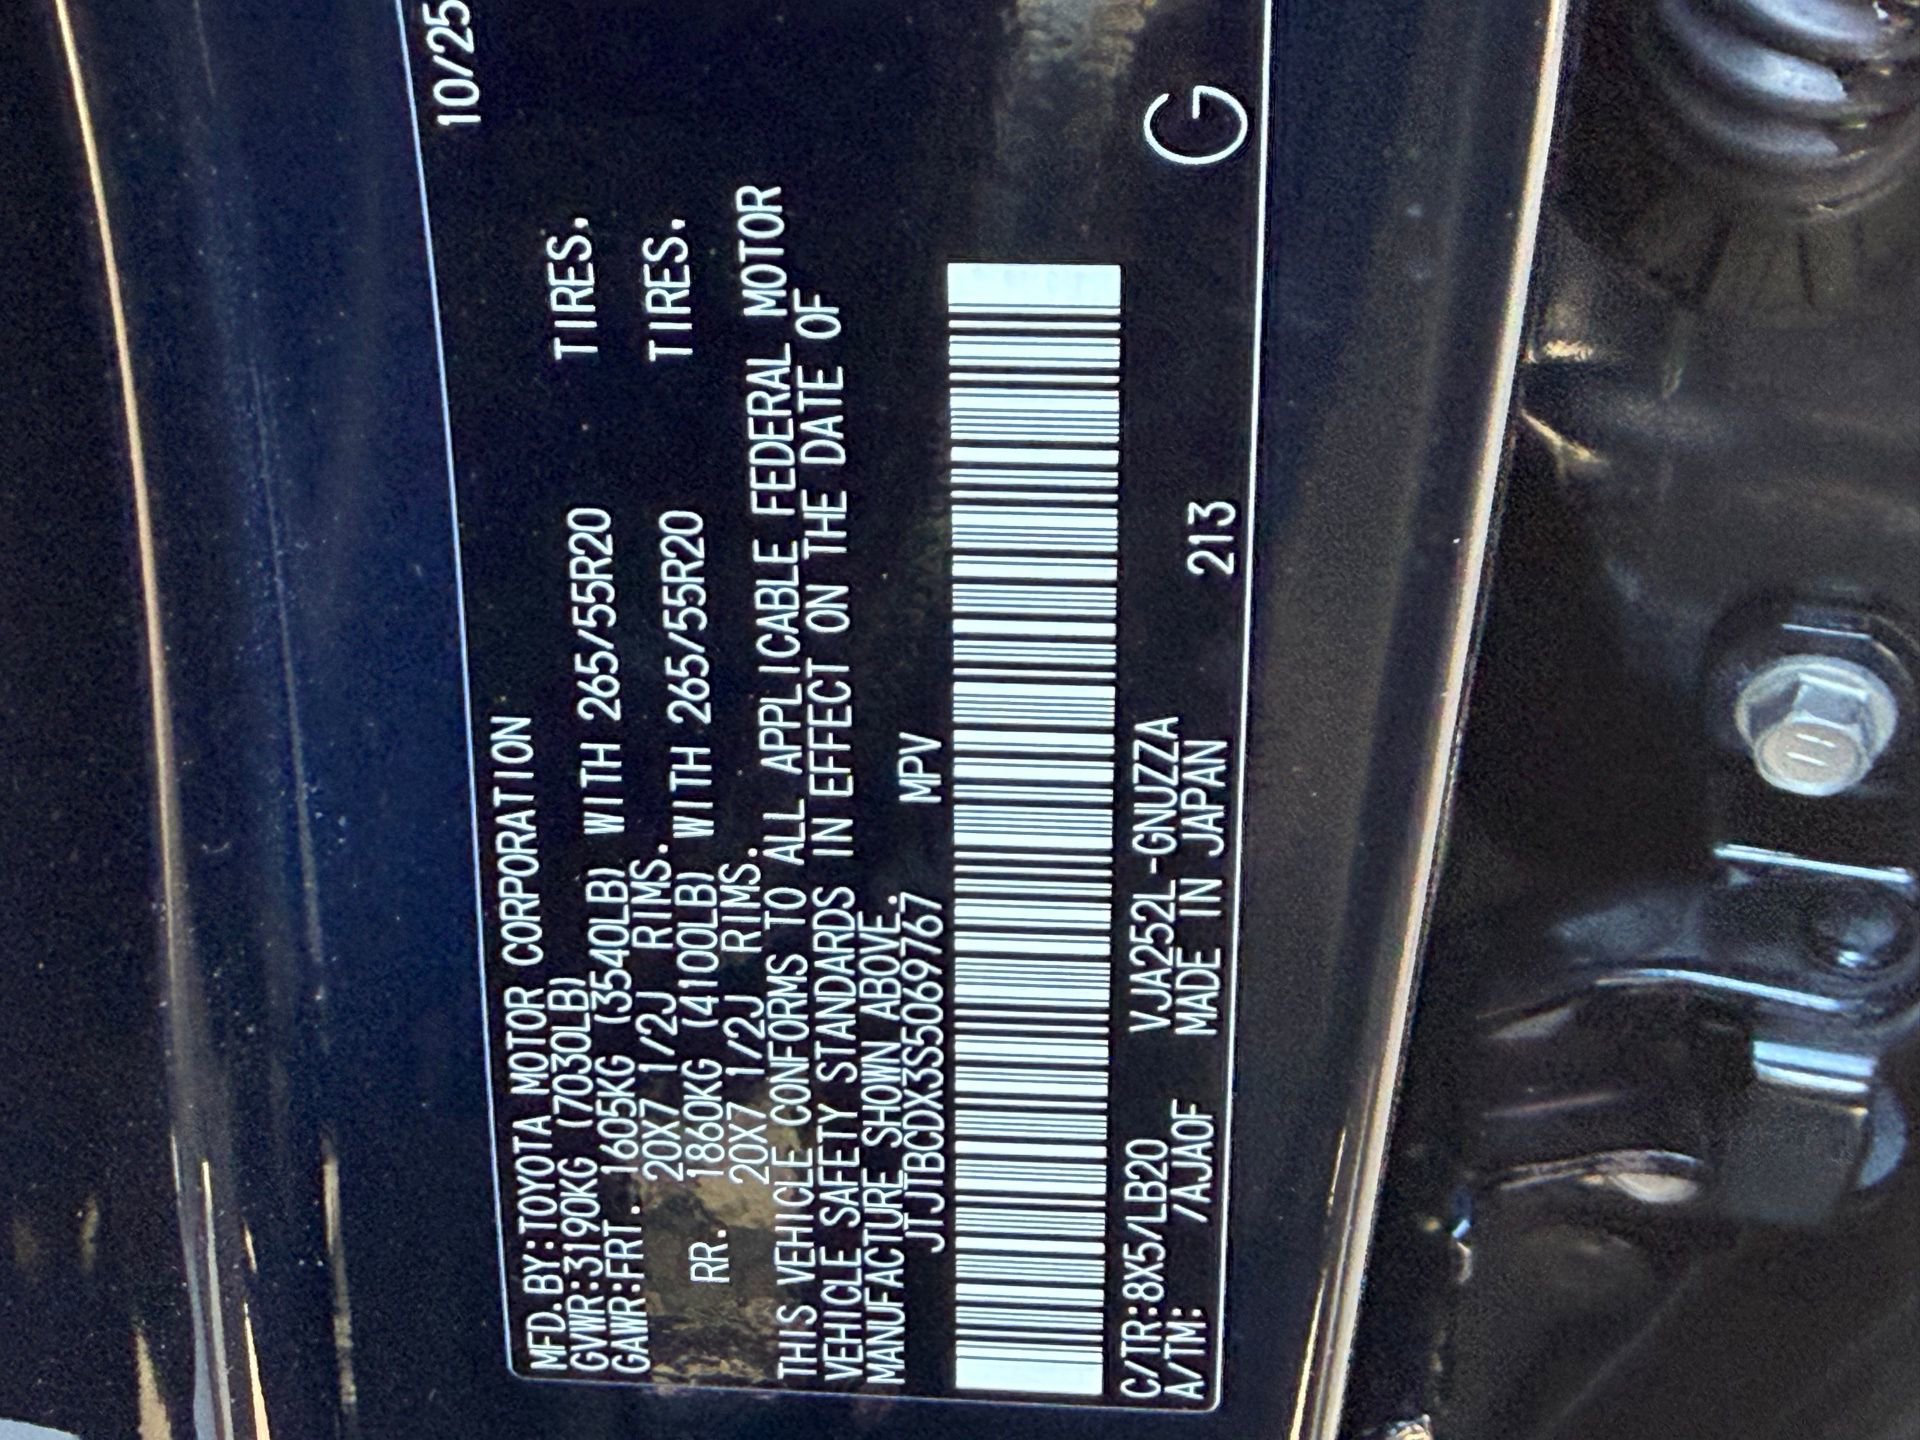 MFD.BY:TOYOTA MOTOR CORPORATION 10/25
GVWR:3190KG (7030LB)
GAWR:FRT. 1605KG (3540LB) WITH 265/55R20 TIRES.
20X7 1/2J RIMS.
RR. 1860KG (4100LB) WITH 265/55R20 TIRES.
20X7 1/2J RIMS.
THIS VEHICLE CONFORMS TO ALL APPLICABLE FEDERAL MOTOR
VEHICLE SAFETY STANDARDS IN EFFECT ON THE DATE OF
MANUFACTURE SHOWN ABOVE.
JTJTBCDX3S5069767 MPV
C/TR:8X5/LB20 VJA252L-GNUZZA
A/TM: /AJA0F MADE IN JAPAN 213 G